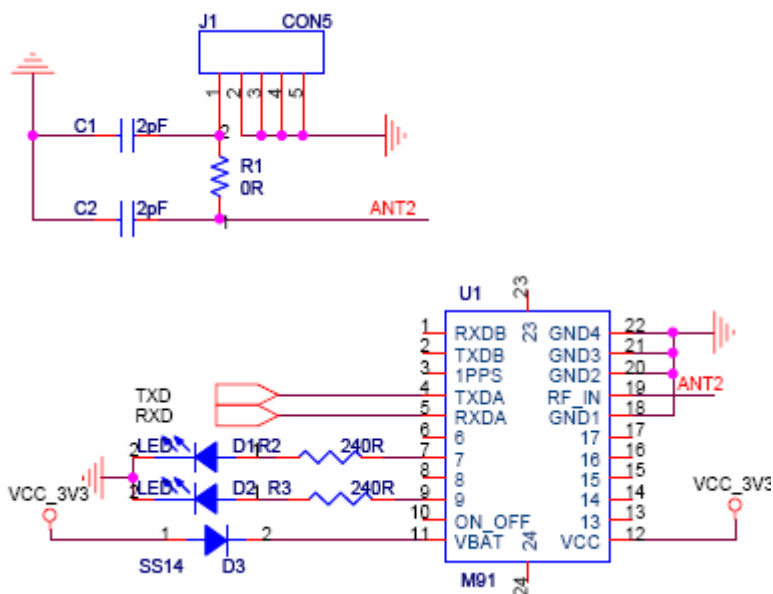 J1 CON5
1 2 3 4 5
C1 2pF 2
R1
0R
C2 2pF 1 ANT2
U1 23
1 RXDB 23 GND4 22
2 TXDB GND3 21
3 1PPS GND2 20
TXD 4 TXDA RF_IN 19 ANT2
RXD 5 RXDA GND1 18
6 6 17 17
2 LED D1 1 R2 240R 7 7 16 16
8 8 15 15
2 LED D2 1 R3 240R 9 9 14 14
VCC_3V3 10 ON_OFF 13 13 VCC_3V3
1 2 11 VBAT 24 VCC 12
SS14 D3 M91 24